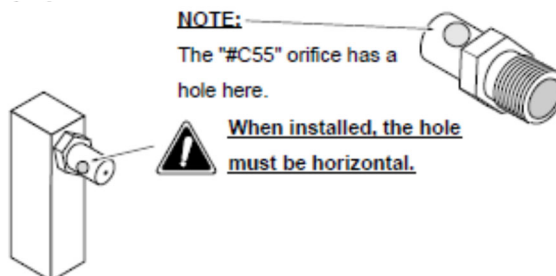 NOTE:
The "#C55" orifice has a
hole here.
When installed, the hole
must be horizontal.